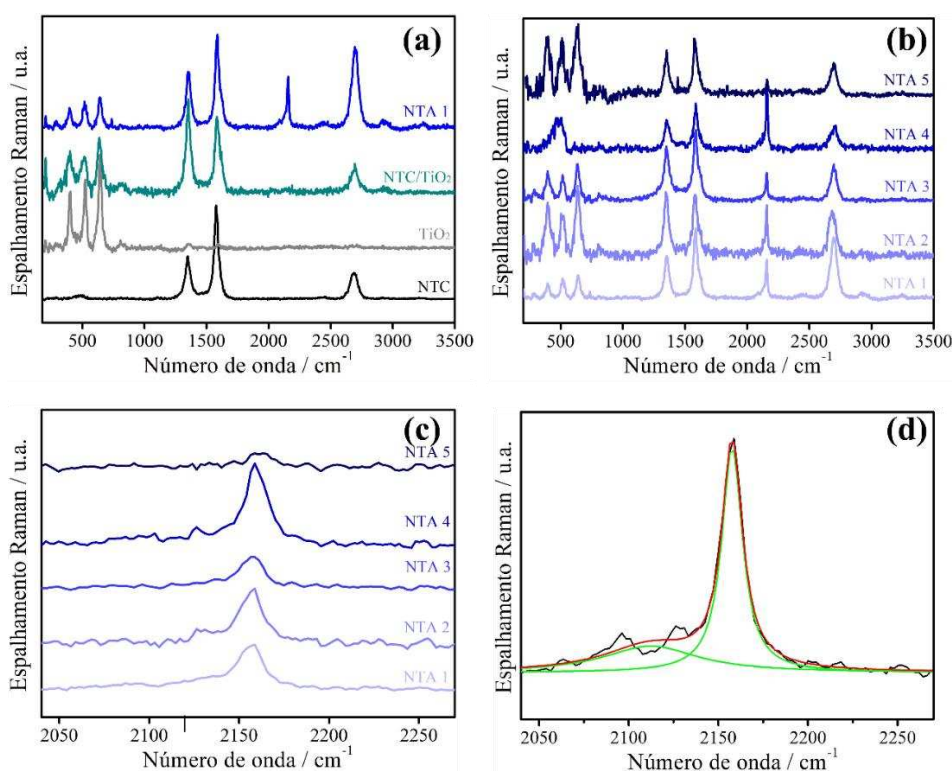 (a)
Espalhamento Raman / u.a.
NTA 1
NTC/TiO₂
TiO₂
NTC
500 1000 1500 2000 2500 3000 3500
Número de onda / cm⁻¹
(b)
Espalhamento Raman / u.a.
NTA 5
NTA 4
NTA 3
NTA 2
NTA 1
500 1000 1500 2000 2500 3000 3500
Número de onda / cm⁻¹
(c)
Espalhamento Raman / u.a.
NTA 5
NTA 4
NTA 3
NTA 2
NTA 1
2050 2100 2150 2200 2250
Número de onda / cm⁻¹
(d)
Espalhamento Raman / u.a.
2050 2100 2150 2200 2250
Número de onda / cm⁻¹